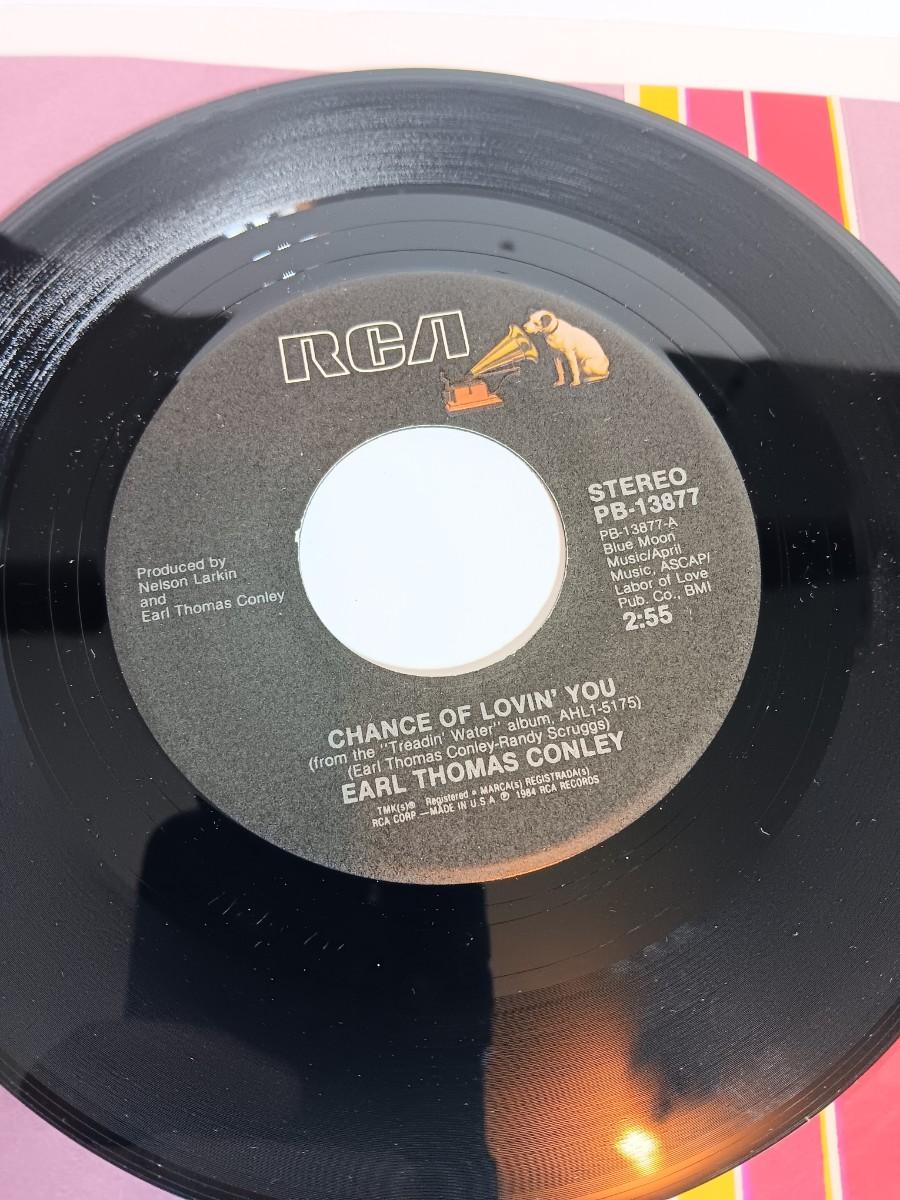 RCA
STEREO
PB-13877
PB-13877-A
Blue Moon
Music/April
Music, ASCAP/
Labor of Love
Pub. Co., BMI
2:55
Produced by
Nelson Larkin
and
Earl Thomas Conley
CHANCE OF LOVIN' YOU
(from the "Treadin' Water" album, AHL1-5175)
(Earl Thomas Conley-Randy Scruggs)
EARL THOMAS CONLEY
TMK(s)® Registered • MARCA(s) REGISTRADA(s)
RCA CORP.—MADE IN U.S.A. ℗ 1984 RCA RECORDS